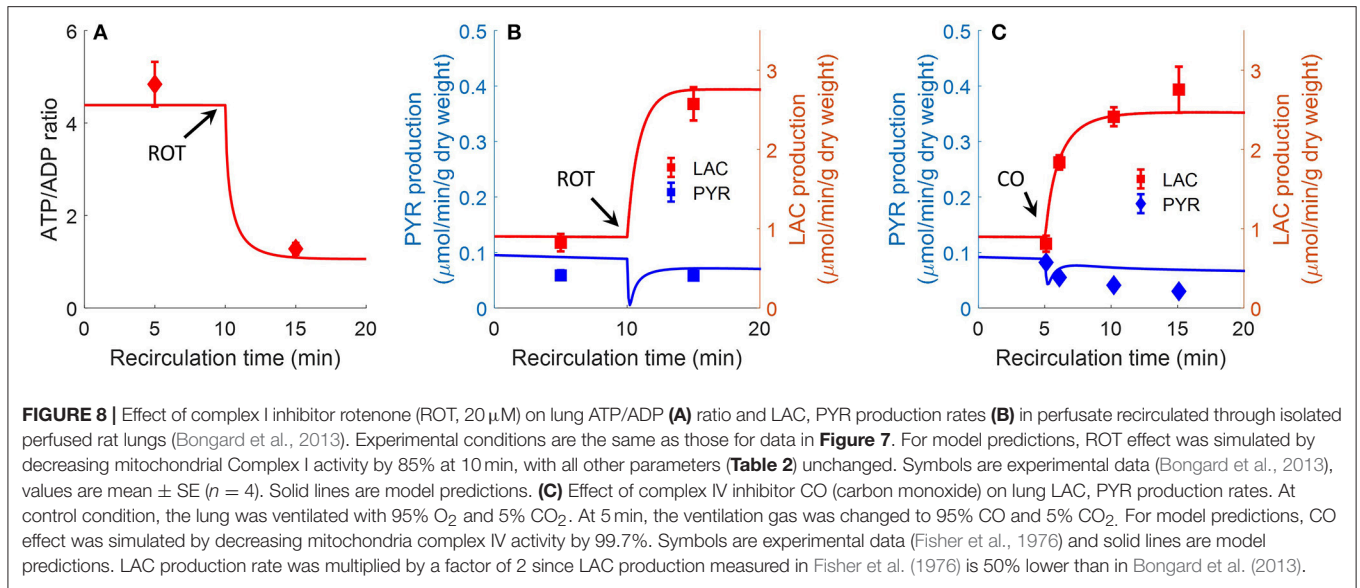 A
6
4
2
0
ATP/ADP ratio
ROT
0 5 10 15 20
Recirculation time (min)
B
0.5
0.4
0.3
0.2
0.1
0
PYR production
(μmol/min/g dry weight)
3
2
1
0
LAC production
(μmol/min/g dry weight)
ROT
LAC
PYR
0 10 20
Recirculation time (min)
C
0.5
0.4
0.3
0.2
0.1
0
PYR production
(μmol/min/g dry weight)
3
2
1
0
LAC production
(μmol/min/g dry weight)
CO
LAC
PYR
0 5 10 15 20
Recirculation time (min)
FIGURE 8 | Effect of complex I inhibitor rotenone (ROT, 20 μM) on lung ATP/ADP (A) ratio and LAC, PYR production rates (B) in perfusate recirculated through isolated
perfused rat lungs (Bongard et al., 2013). Experimental conditions are the same as those for data in Figure 7. For model predictions, ROT effect was simulated by
decreasing mitochondrial Complex I activity by 85% at 10 min, with all other parameters (Table 2) unchanged. Symbols are experimental data (Bongard et al., 2013),
values are mean ± SE (n = 4). Solid lines are model predictions. (C) Effect of complex IV inhibitor CO (carbon monoxide) on lung LAC, PYR production rates. At
control condition, the lung was ventilated with 95% O₂ and 5% CO₂. At 5 min, the ventilation gas was changed to 95% CO and 5% CO₂. For model predictions, CO
effect was simulated by decreasing mitochondria complex IV activity by 99.7%. Symbols are experimental data (Fisher et al., 1976) and solid lines are model
predictions. LAC production rate was multiplied by a factor of 2 since LAC production measured in Fisher et al. (1976) is 50% lower than in Bongard et al. (2013).